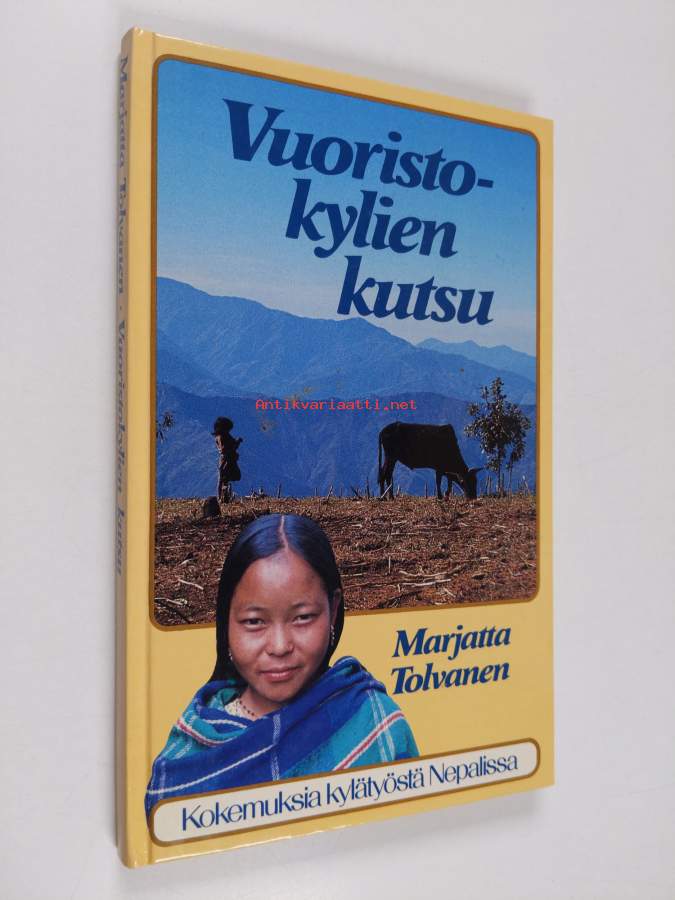 Marjatta Tolvanen · Vuoristokylien kutsu
Vuoristo-
kylien
kutsu
Antikvariaatti.net
Marjatta
Tolvanen
Kokemuksia kylätyöstä Nepalissa